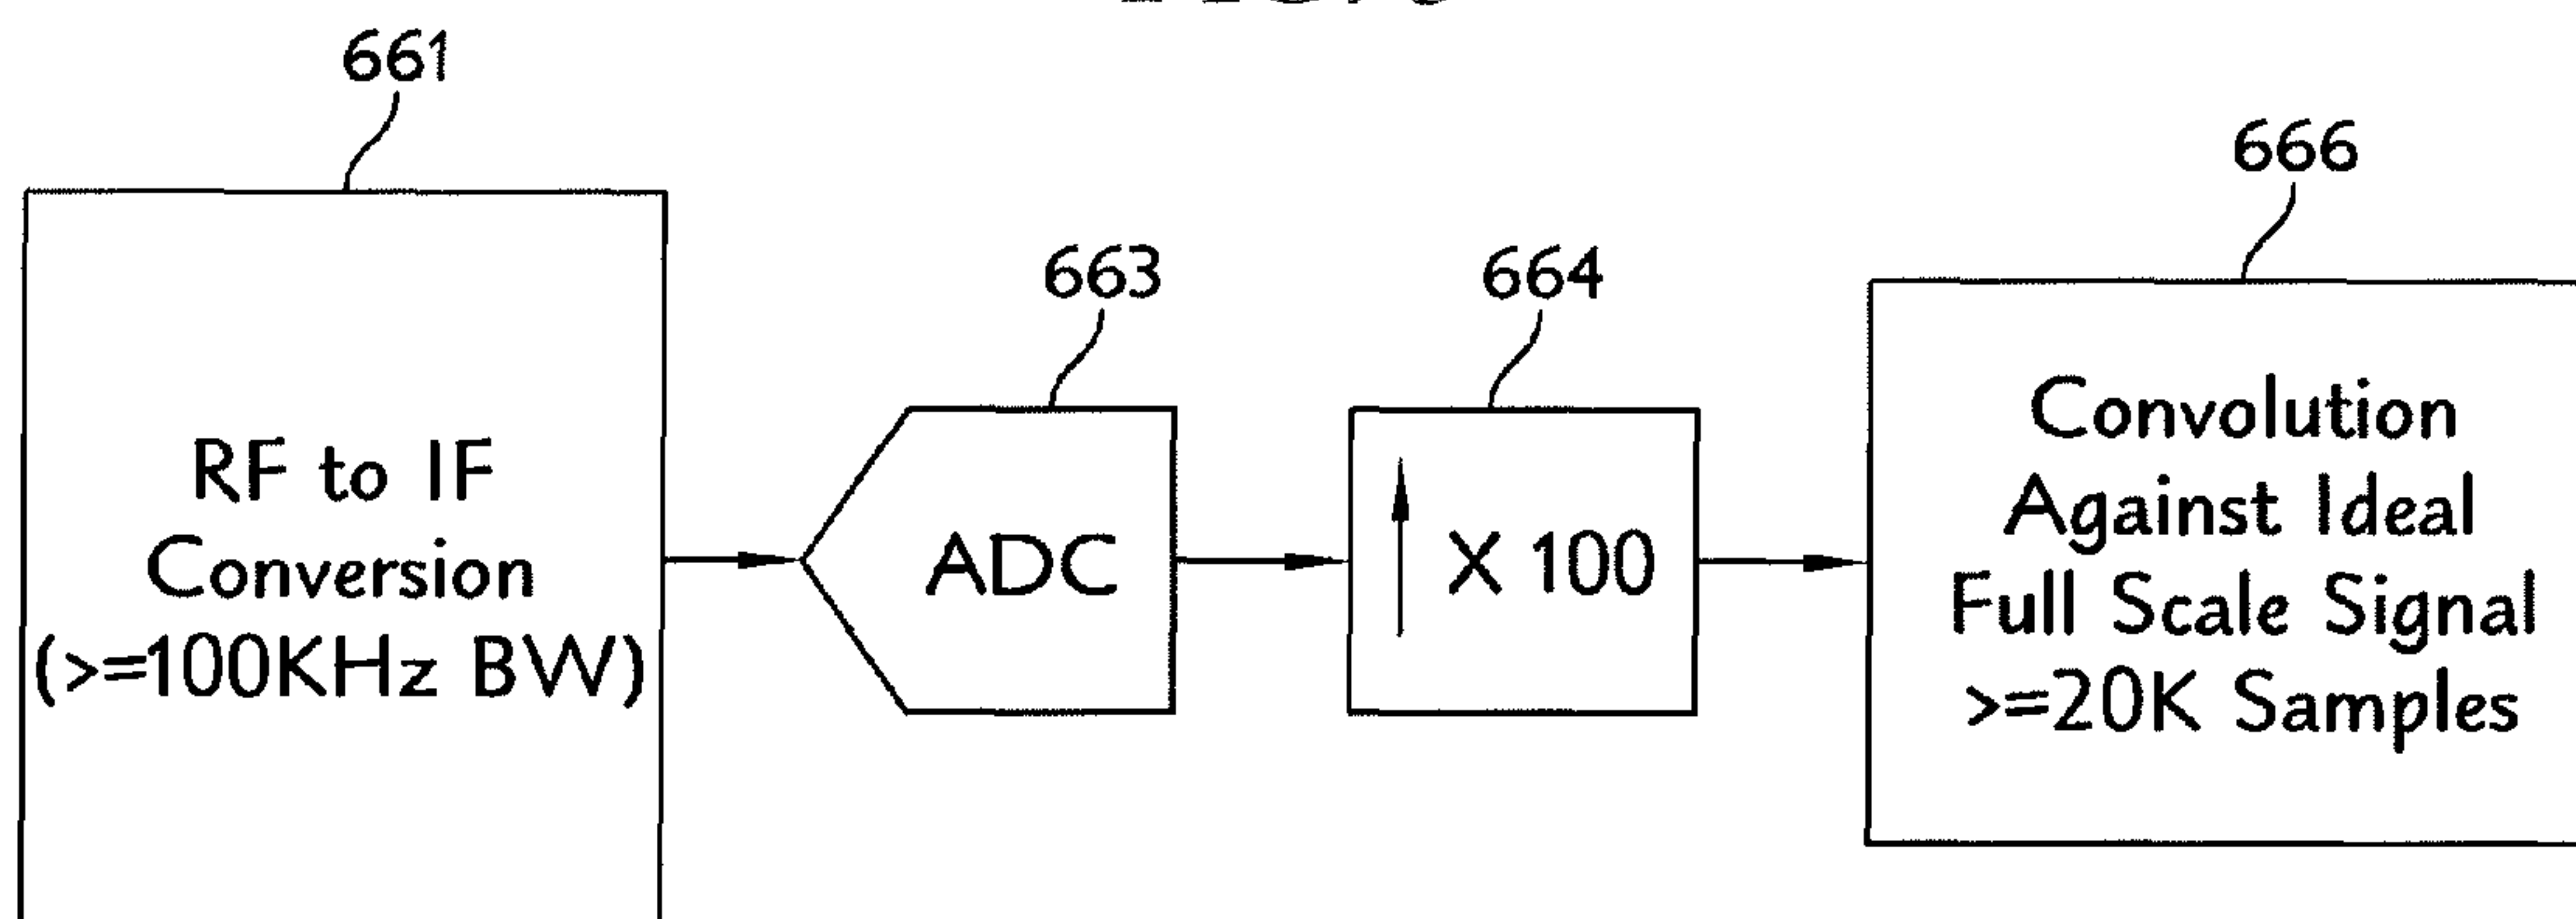 661
666
663
664
RF to IF
Conversion
(>=100KHz BW)
ADC
X 100
Convolution
Against Ideal
Full Scale Signal
>=20K Samples